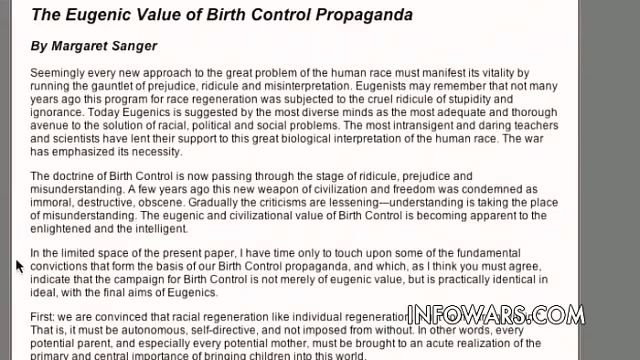 The Eugenic Value of Birth Control Propaganda
By Margaret Sanger
Seemingly every new approach to the great problem of the human race must manifest its vitality by
running the gauntlet of prejudice, ridicule and misinterpretation. Eugenists may remember that not many
years ago this program for race regeneration was subjected to the cruel ridicule of stupidity and
ignorance. Today Eugenics is suggested by the most diverse minds as the most adequate and thorough
avenue to the solution of racial, political and social problems. The most intransigent and daring teachers
and scientists have lent their support to this great biological interpretation of the human race. The war
has emphasized its necessity.
The doctrine of Birth Control is now passing through the stage of ridicule, prejudice and
misunderstanding. A few years ago this new weapon of civilization and freedom was condemned as
immoral, destructive, obscene. Gradually the criticisms are lessening—understanding is taking the place
of misunderstanding. The eugenic and civilizational value of Birth Control is becoming apparent to the
enlightened and the intelligent.
In the limited space of the present paper, I have time only to touch upon some of the fundamental
convictions that form the basis of our Birth Control propaganda, and which, as I think you must agree,
indicate that the campaign for Birth Control is not merely of eugenic value, but is practically identical in
ideal, with the final aims of Eugenics.
First: we are convinced that racial regeneration like individual regeneration
INFOWARS.COM
That is, it must be autonomous, self-directive, and not imposed from without. In other words, every
potential parent, and especially every potential mother, must be brought to an acute realization of the
primary and central importance of bringing children into this world.